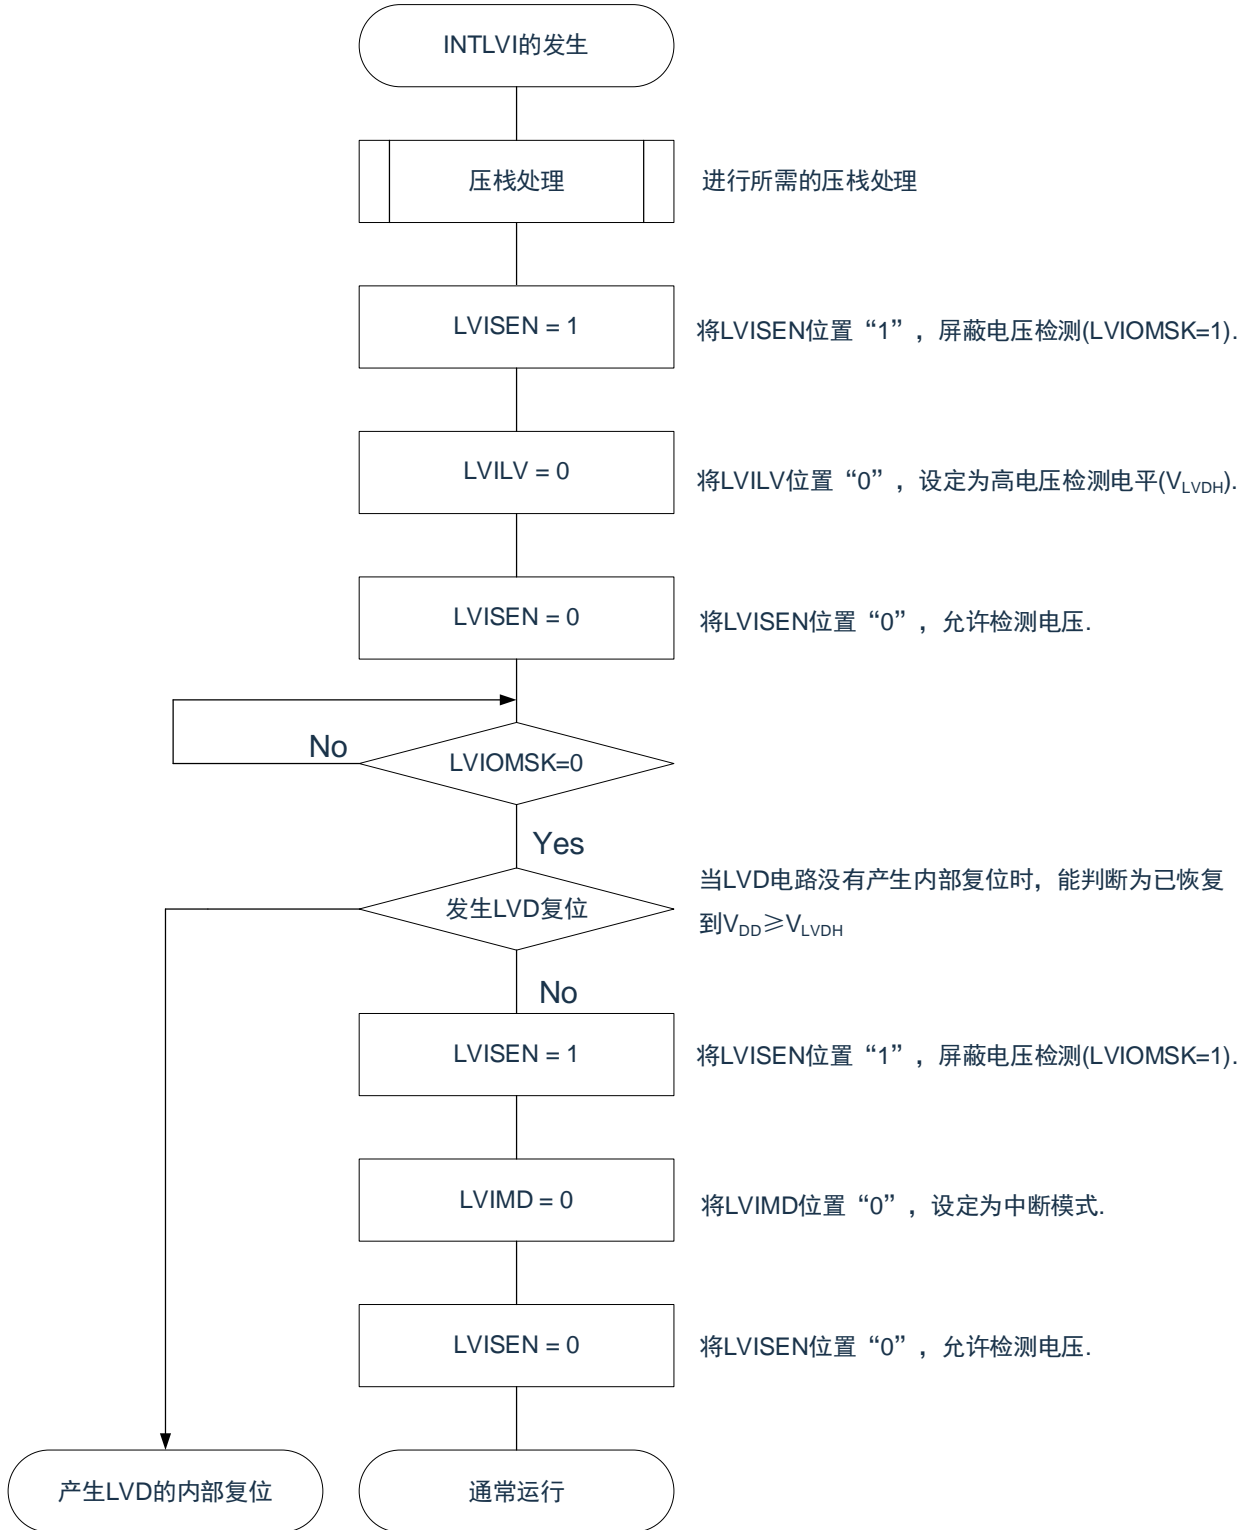 INTLVI的发生
压栈处理
进行所需的压栈处理
LVISEN = 1
将LVISEN位置“1”，屏蔽电压检测(LVIOMSK=1).
LVILV = 0
将LVILV位置“0”，设定为高电压检测电平(VLVDH).
LVISEN = 0
将LVISEN位置“0”，允许检测电压.
No
LVIOMSK=0
Yes
发生LVD复位
当LVD电路没有产生内部复位时，能判断为已恢复
到VDD≥VLVDH
No
LVISEN = 1
将LVISEN位置“1”，屏蔽电压检测(LVIOMSK=1).
LVIMD = 0
将LVIMD位置“0”，设定为中断模式.
LVISEN = 0
将LVISEN位置“0”，允许检测电压.
产生LVD的内部复位
通常运行